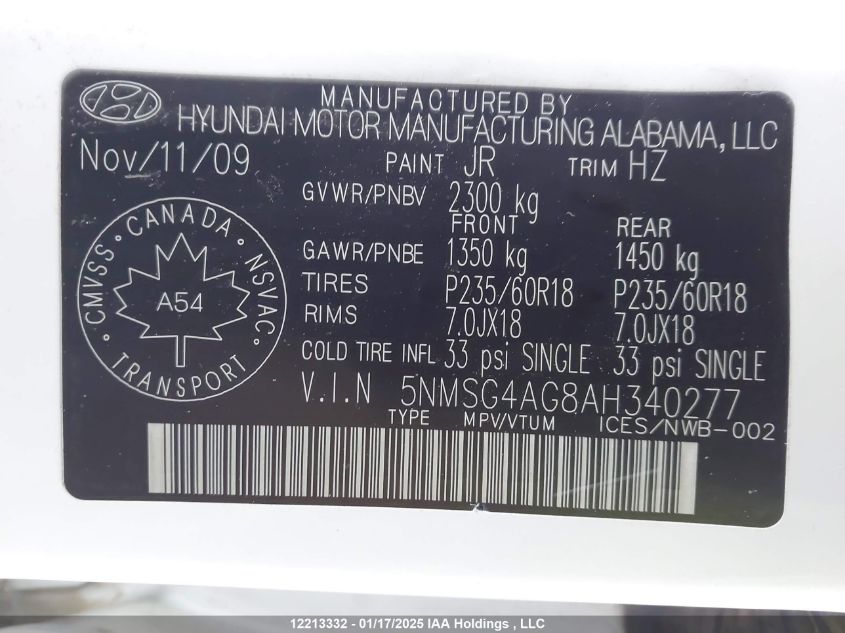 MANUFACTURED BY
HYUNDAI MOTOR MANUFACTURING ALABAMA, LLC
Nov/11/09 PAINT JR TRIM HZ
GVWR/PNBV 2300 kg
FRONT REAR
GAWR/PNBE 1350 kg 1450 kg
TIRES P235/60R18 P235/60R18
RIMS 7.0JX18 7.0JX18
COLD TIRE INFL 33 psi SINGLE 33 psi SINGLE
V.I.N 5NMSG4AG8AH340277
TYPE MPV/VTUM ICES/NWB-002
CMVSS · CANADA · NSVAC · TRANSPORT ·
A54
12213332 - 01/17/2025 IAA Holdings , LLC